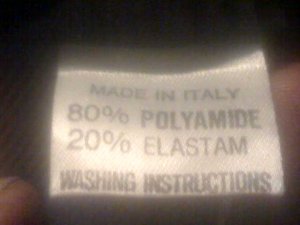 MADE IN ITALY
80% POLYAMIDE
20% ELASTAM
WASHING INSTRUCTIONS